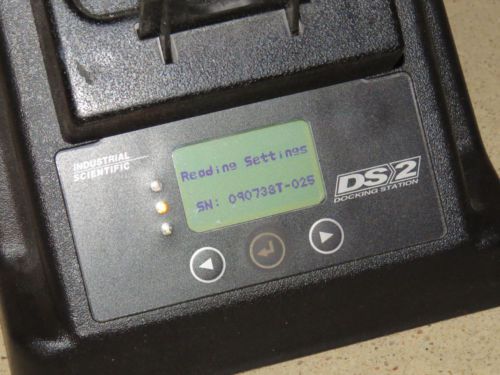 INDUSTRIAL
SCIENTIFIC
Reading Settings
SN: 090738T-025
DS2
DOCKING STATION